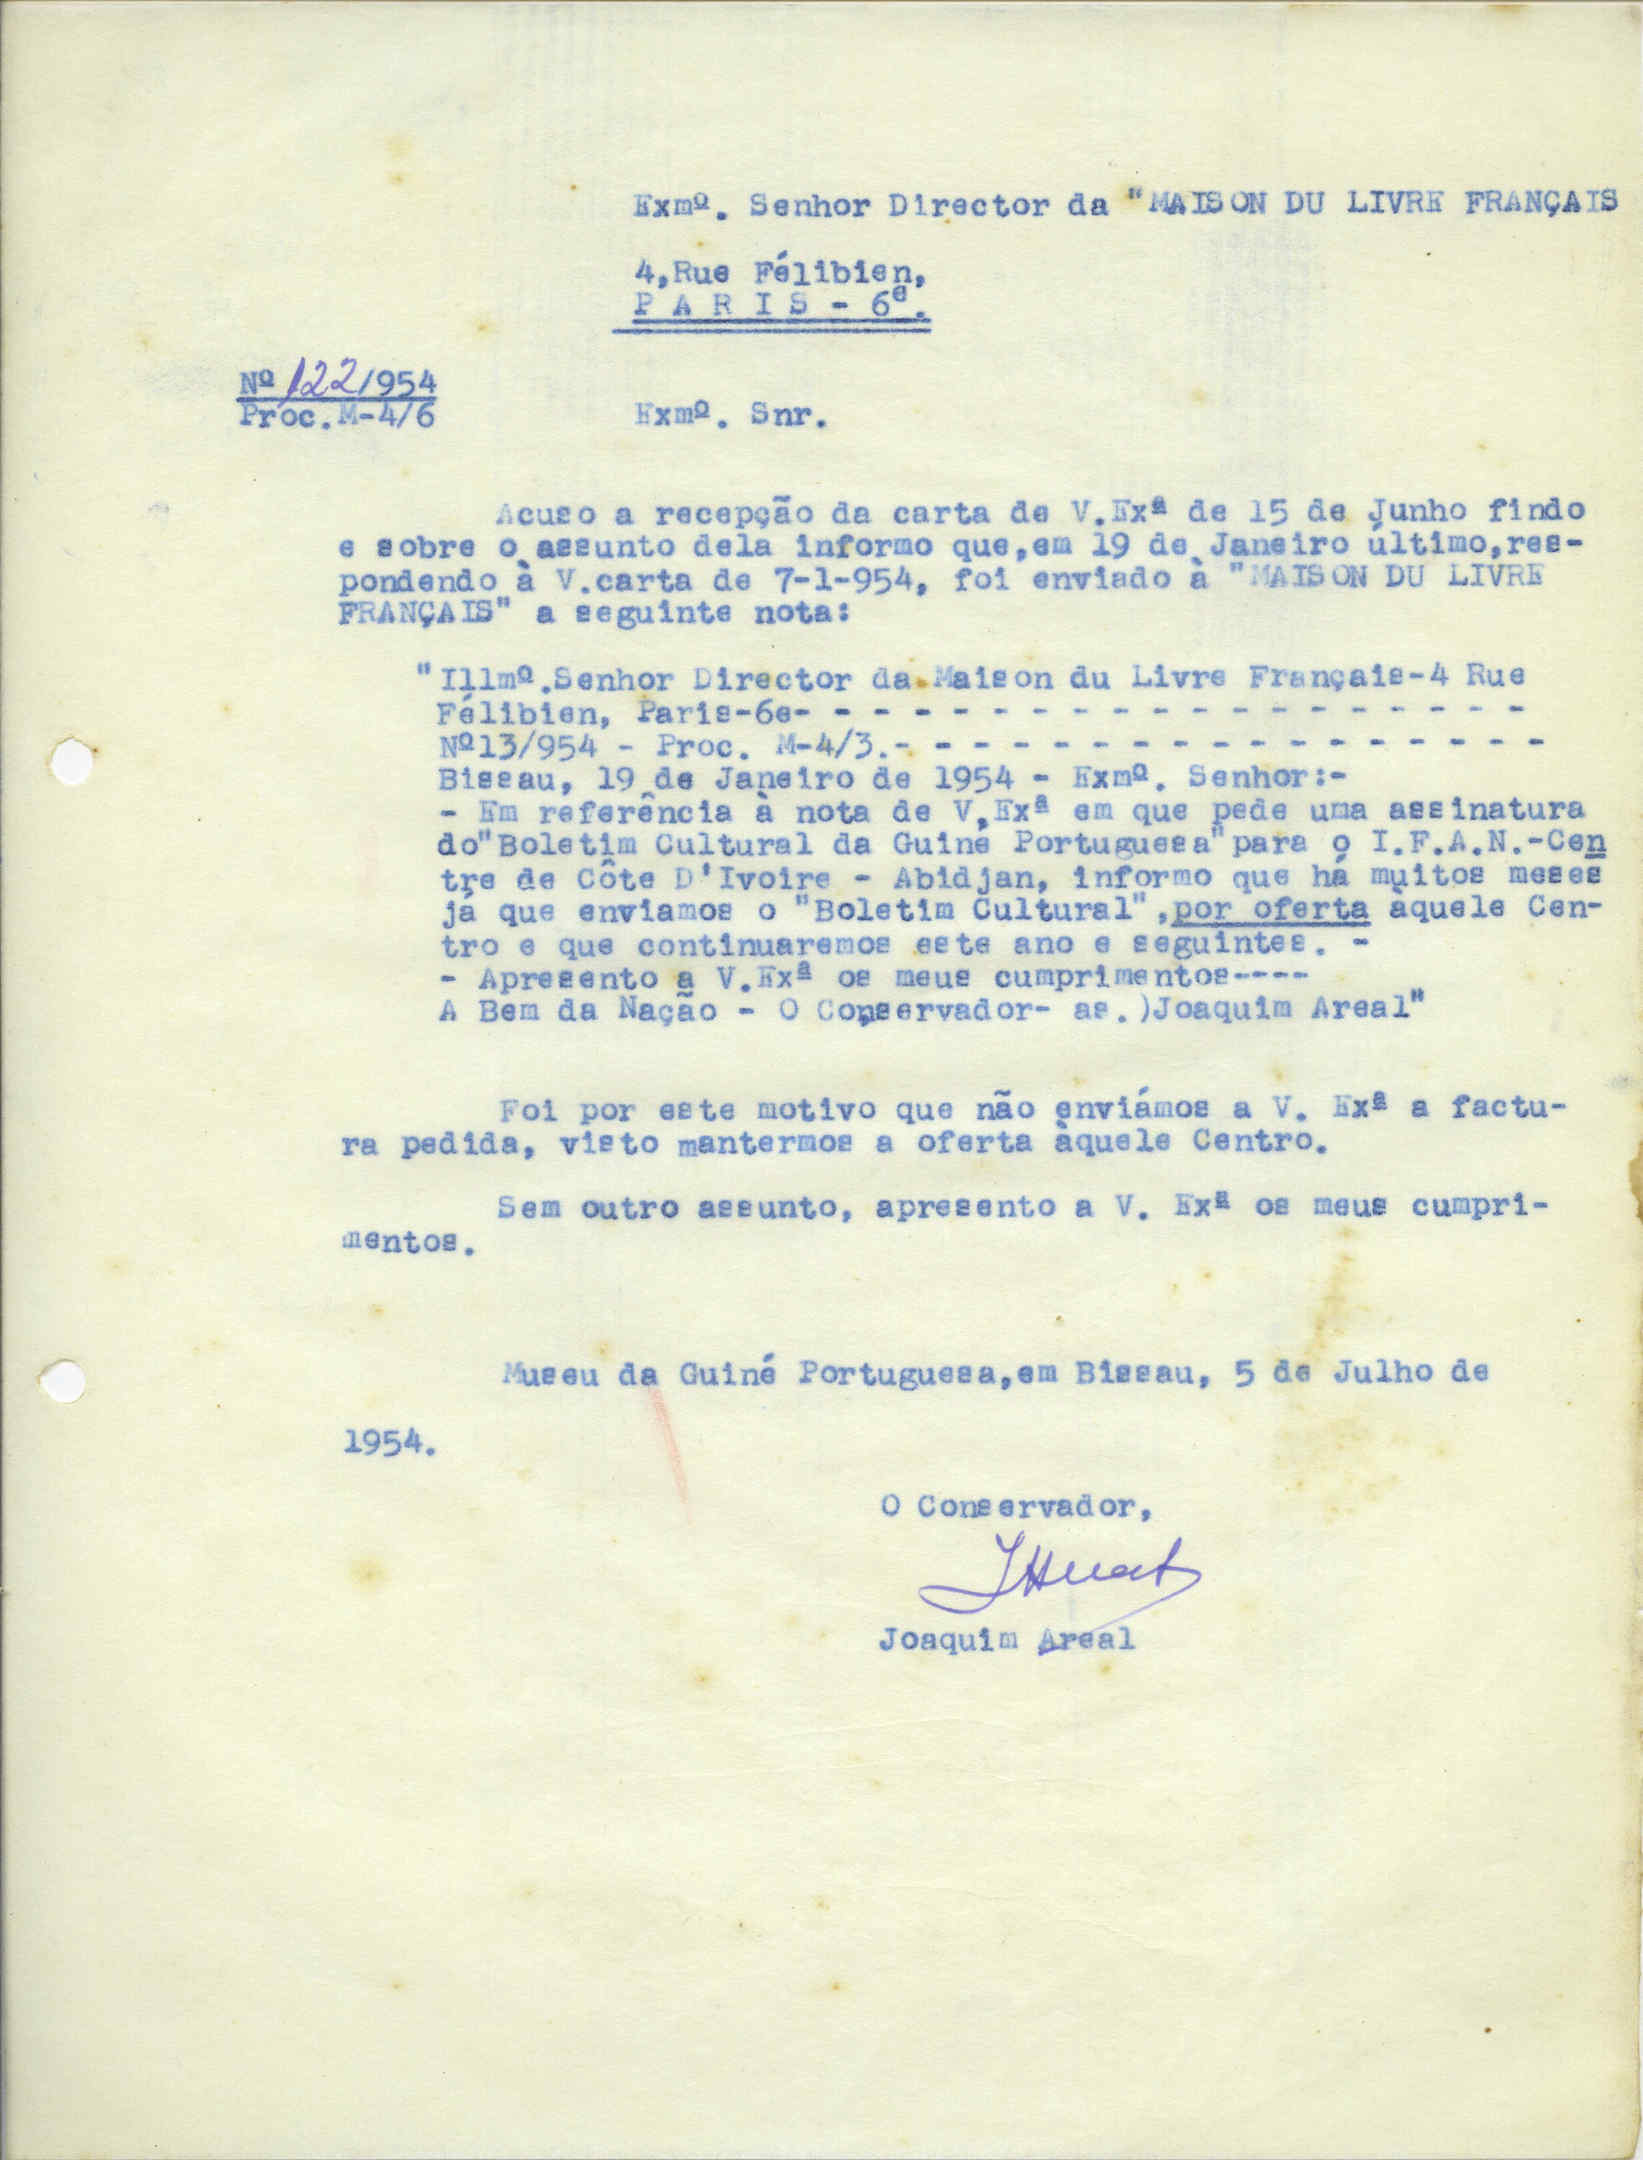 Exmº. Senhor Director da "MAISON DU LIVRE FRANÇAIS
4,Rue Félibien,
P A R I S - 6e.
Nº 122/954
Proc.M-4/6
Exmº. Snr.
Acuso a recepção da carta de V.Exª de 15 de Junho findo
e sobre o assunto dela informo que,em 19 de Janeiro último,res-
pondendo à V.carta de 7-1-954, foi enviado à "MAISON DU LIVRE
FRANÇAIS" a seguinte nota:
"Illmº.Senhor Director da Maison du Livre Français-4 Rue
Félibien, Paris-6e- - - - - - - - - - - - - - - - - - - -
Nº13/954 - Proc. M-4/3.- - - - - - - - - - - - - - - - - -
Bissau, 19 de Janeiro de 1954 - Exmº. Senhor:-
- Em referência à nota de V.Exª em que pede uma assinatura
do"Boletim Cultural da Guiné Portuguesa"para o I.F.A.N.-Cen
tre de Côte D'Ivoire - Abidjan, informo que há muitos meses
já que enviamos o "Boletim Cultural",por oferta àquele Cen-
tro e que continuaremos este ano e seguintes. -
- Apresento a V.Exª os meus cumprimentos----
A Bem da Nação - O Conservador- as.)Joaquim Areal"
Foi por este motivo que não enviámos a V. Exª a factu-
ra pedida, visto mantermos a oferta àquele Centro.
Sem outro assunto, apresento a V. Exª os meus cumpri-
mentos.
Museu da Guiné Portuguesa,em Bissau, 5 de Julho de
1954.
O Conservador,
Joaquim Areal